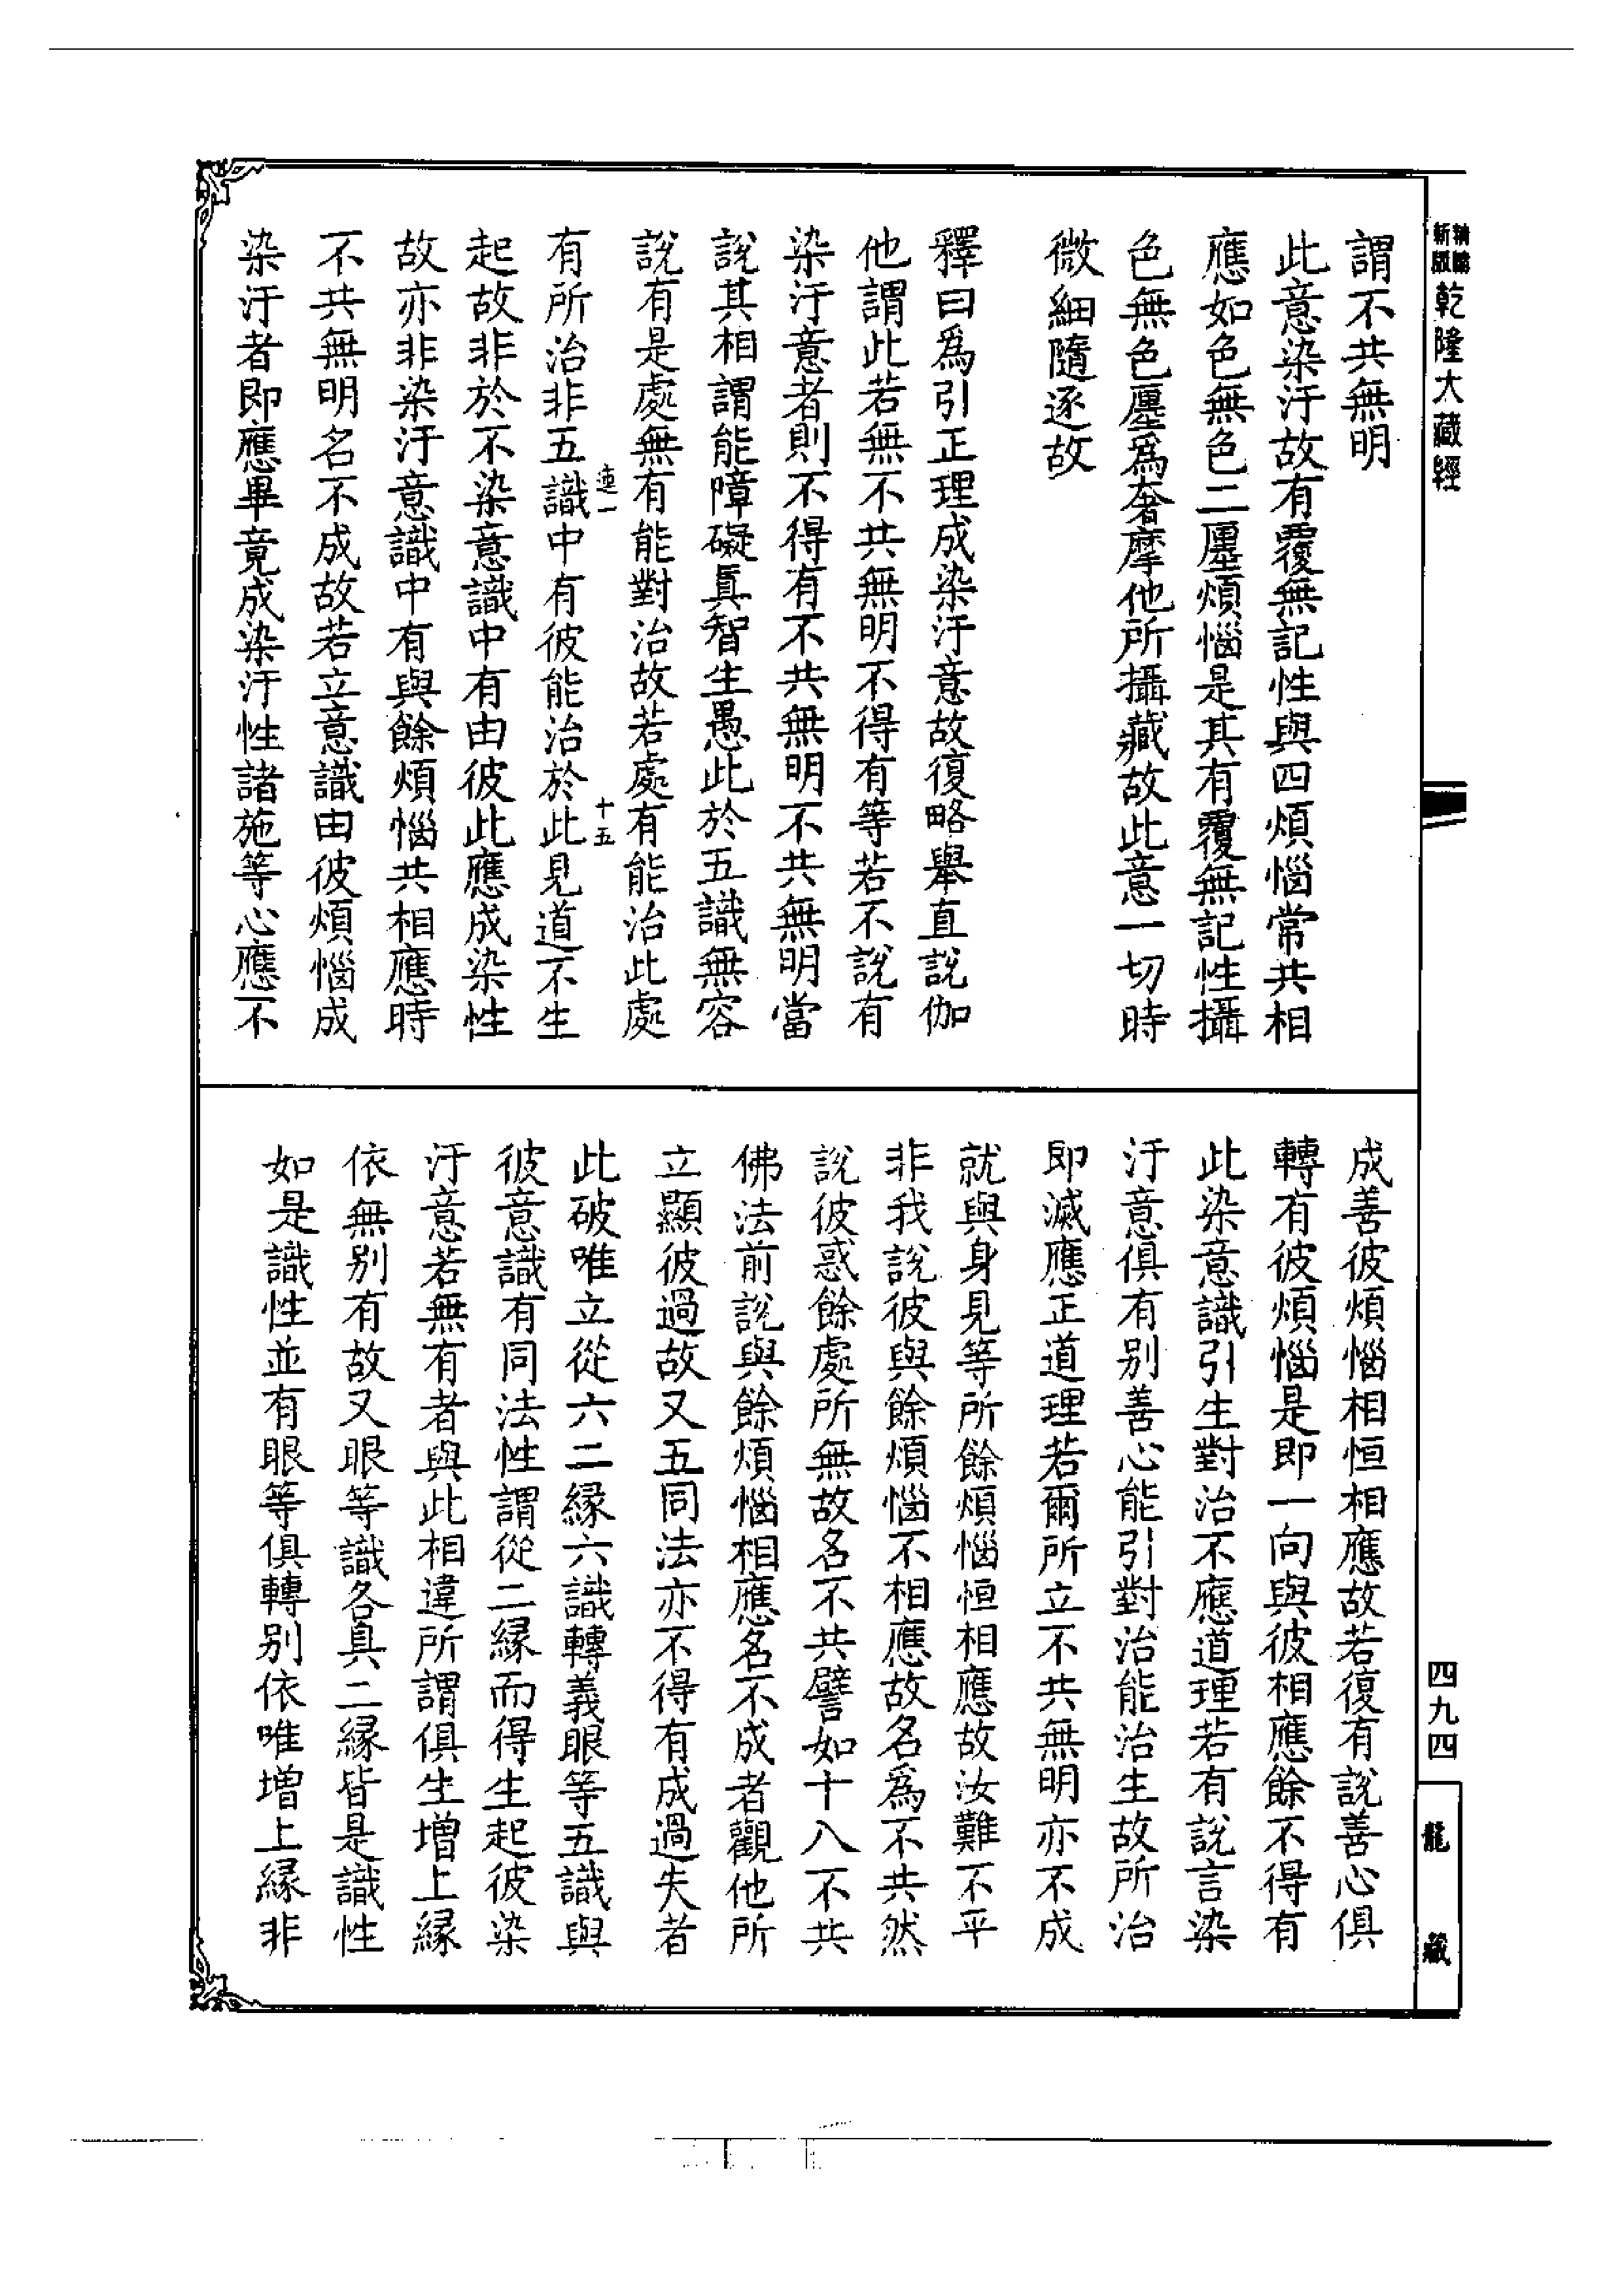 精購新版乾隆大藏經
謂不共無明
此意染汙故有覆無記性與四煩惱常共相
應如色無色二㕓煩惱是其有覆無記性攝
色無色㕓爲奢摩他所攝藏故此意一切時
微細隨逐故
釋曰爲引正理成染汙意故復略舉直說伽
他謂此若無不共無明不得有等若不說有
染汙意者則不得有不共無明不共無明當
說其相謂能障礙眞智生愚此於五識無容
說有是處無有能對治故若處有能治此處
有所治非五識中有彼能治於此見道不生
起故非於不染意識中有由彼此應成染性
故亦非染汙意識中有與餘煩惱共相應時
不共無明名不成故若立意識由彼煩惱成
染汙者即應畢竟成染汙性諸施等心應不
連一
十五
成善彼煩惱相恒相應故若復有說善心俱
轉有彼煩惱是即一向與彼相應餘不得有
此染意識引生對治不應道理若有說言染
汙意俱有别善心能引對治能治生故所治
即滅應正道理若爾所立不共無明亦不成
就與身見等所餘煩惱恒相應故汝難不平
非我說彼與餘煩惱不相應故名爲不共然
說彼惑餘處所無故名不共譬如十八不共
佛法前說與餘煩惱相應名不成者觀他所
立顯彼過故又五同法亦不得有成過失者
此破唯立從六二緣六識轉義眼等五識與
彼意識有同法性謂從二緣而得生起彼染
汙意若無有者與此相違所謂俱生增上緣
依無别有故又眼等識各具二緣皆是識性
如是識性並有眼等俱轉别依唯增上緣非
四九四
龍藏